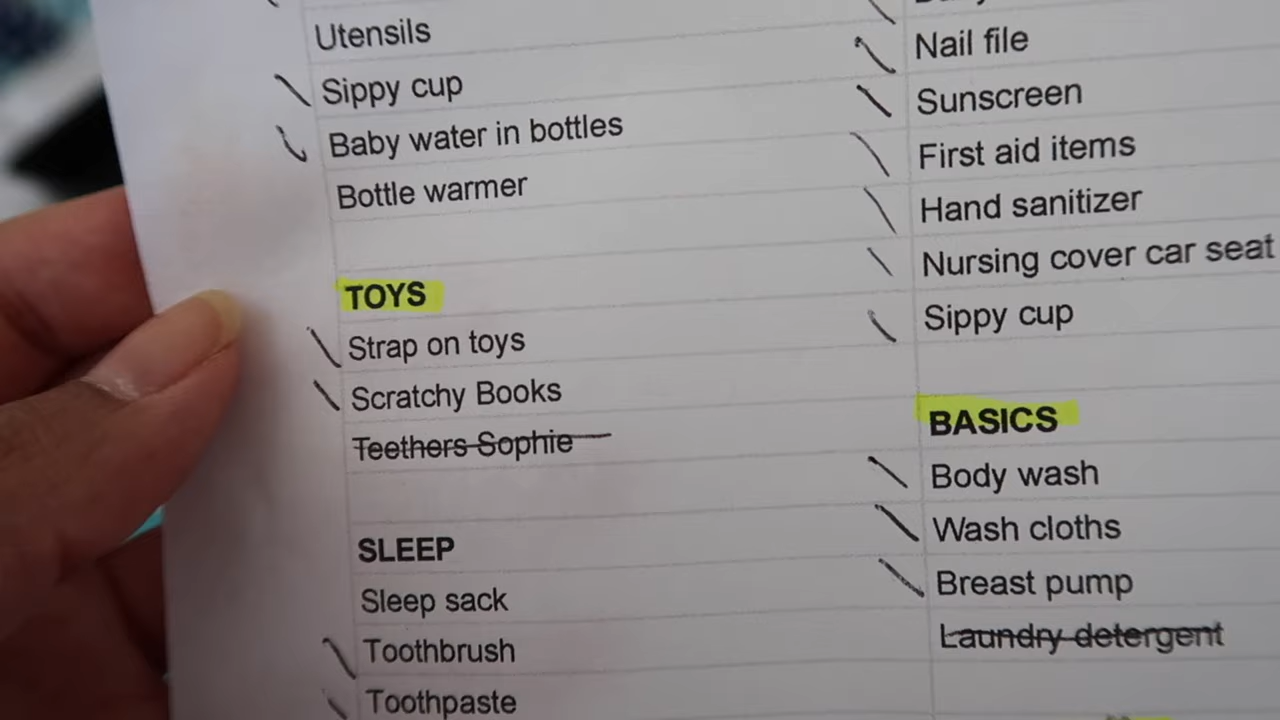 Utensils
Sippy cup
Baby water in bottles
Bottle warmer
TOYS
Strap on toys
Scratchy Books
Teethers Sophie
SLEEP
Sleep sack
Toothbrush
Toothpaste
Nail file
Sunscreen
First aid items
Hand sanitizer
Nursing cover car seat
Sippy cup
BASICS
Body wash
Wash cloths
Breast pump
Laundry detergent